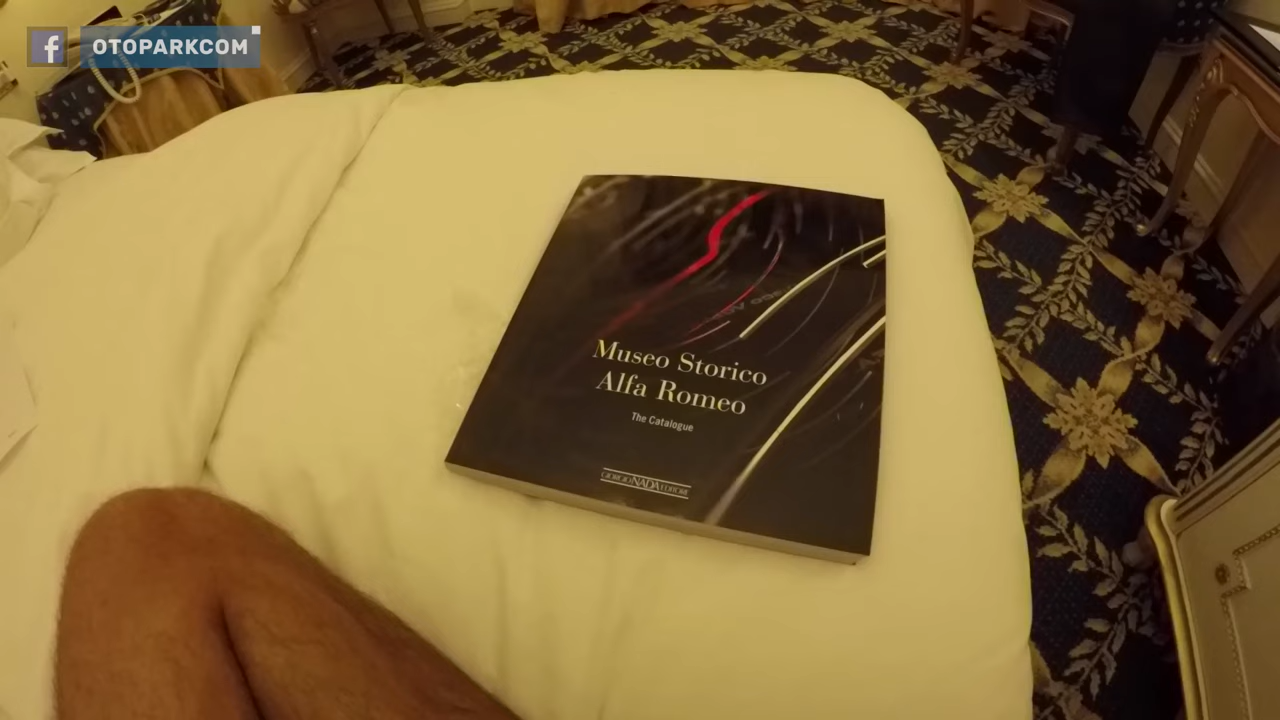 f OTOPARKCOM
Museo Storico
Alfa Romeo
The Catalogue
GIORGIO NADA EDITORE